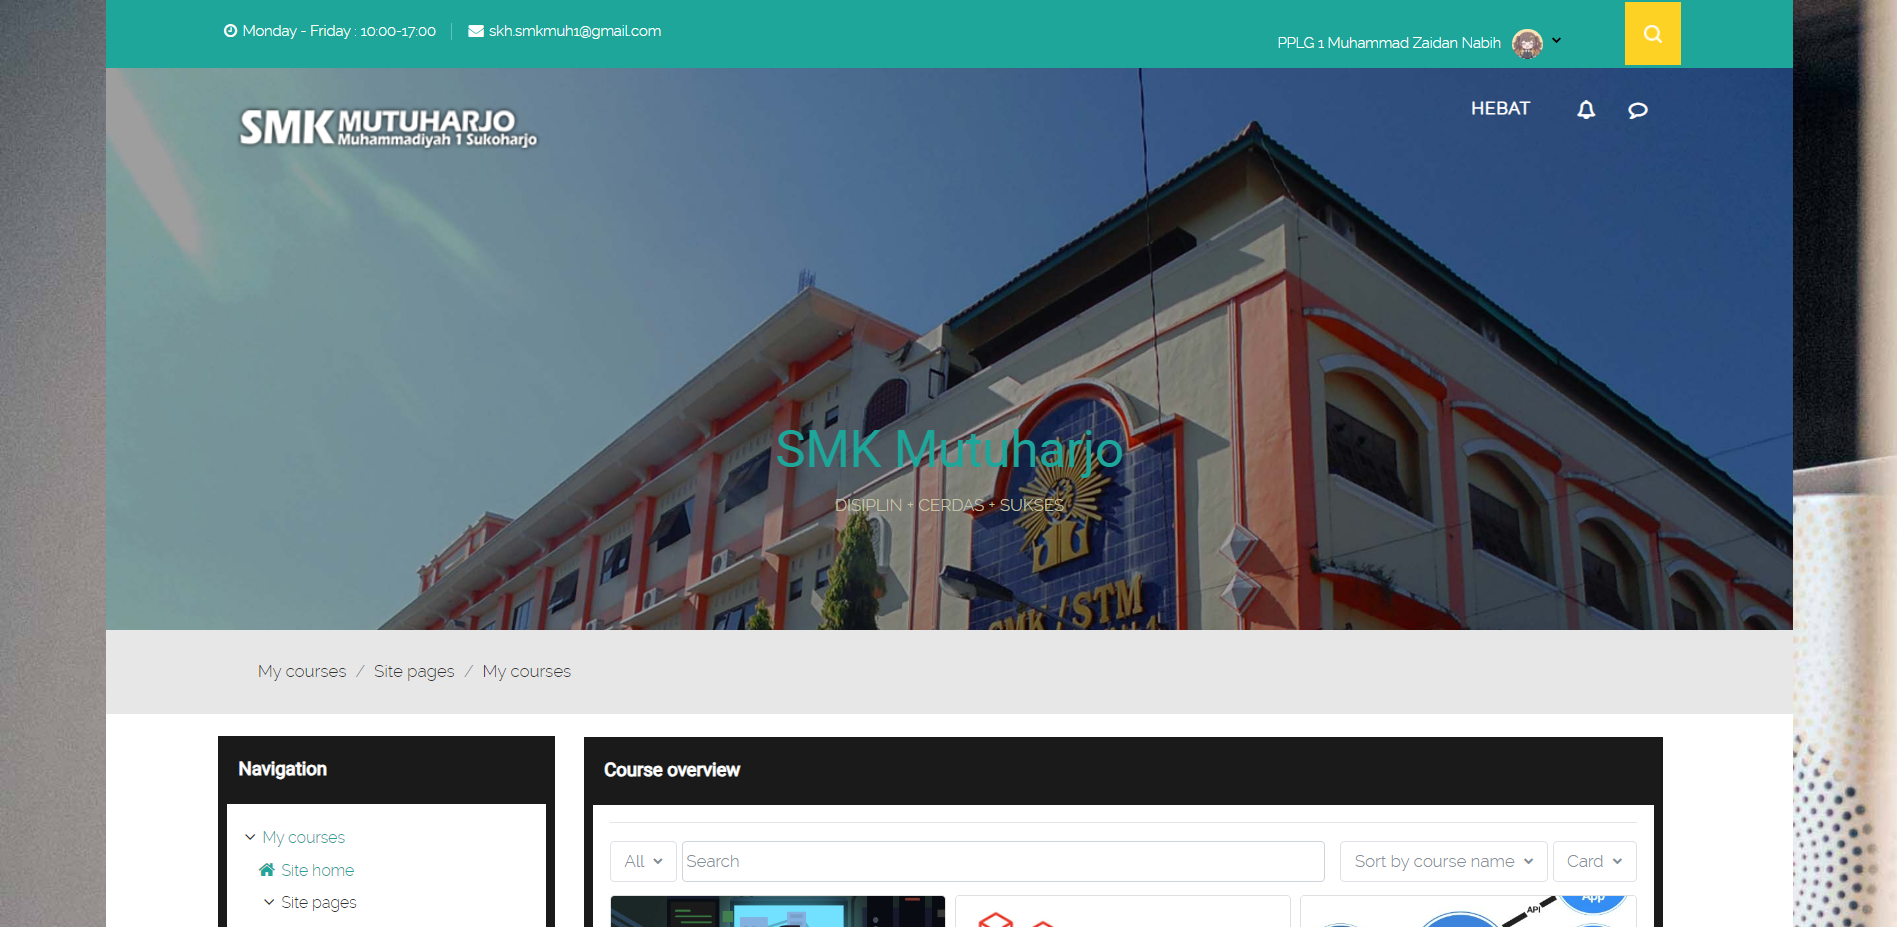 Monday - Friday : 10:00-17:00
skh.smkmuh1@gmail.com
PPLG 1 Muhammad Zaidan Nabih
SMK MUTUHARJO
Muhammadiyah 1 Sukoharjo
HEBAT
SMK Mutuharjo
DISIPLIN + CERDAS + SUKSES
SMK / STM
My courses / Site pages / My courses
Navigation
My courses
Site home
Site pages
Course overview
All
Search
Sort by course name
Card
API
App